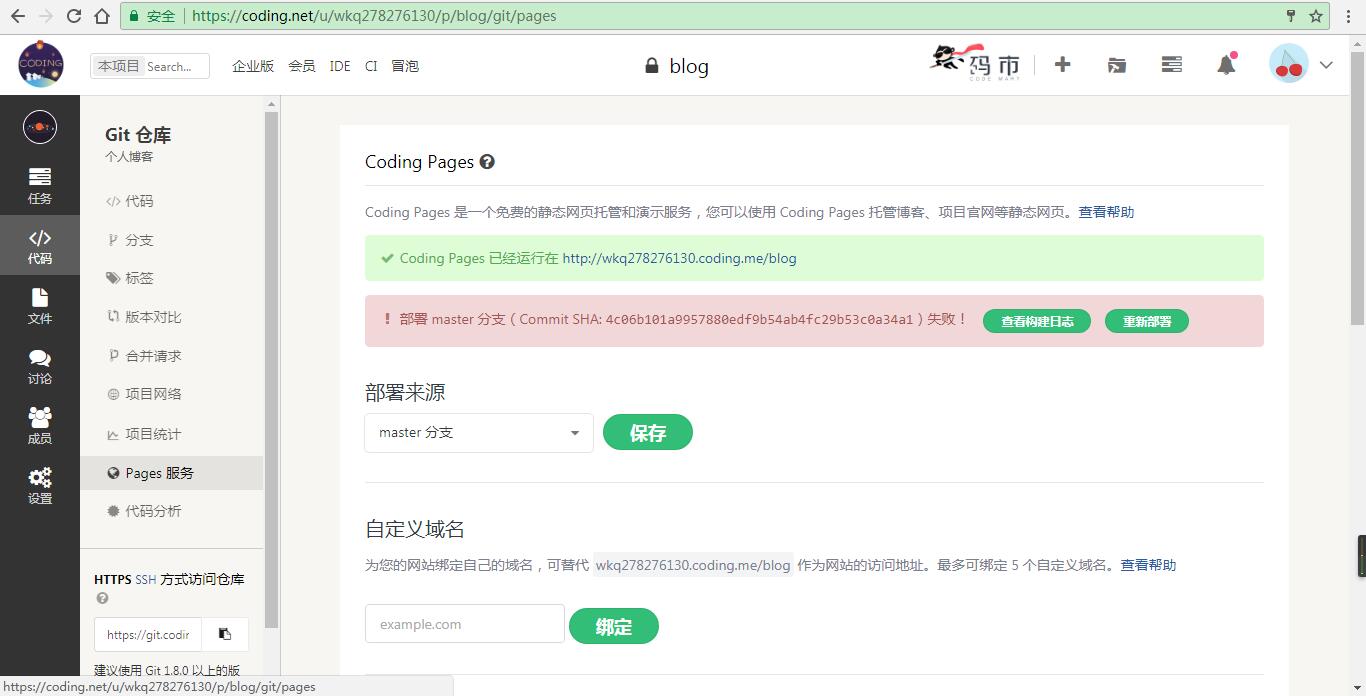 安全 https://coding.net/u/wkq278276130/p/blog/git/pages
CODING 本项目 Search... 企业版 会员 IDE CI 冒泡 blog 码市
CODE MART
Git 仓库
个人博客
任务
代码
文件
讨论
成员
设置
代码
分支
标签
版本对比
合并请求
项目网络
项目统计
Pages 服务
代码分析
HTTPS SSH 方式访问仓库
https://git.codir
建议使用 Git 1.8.0 以上的版
Coding Pages
Coding Pages 是一个免费的静态网页托管和演示服务，您可以使用 Coding Pages 托管博客、项目官网等静态网页。查看帮助
Coding Pages 已经运行在 http://wkq278276130.coding.me/blog
部署 master 分支（Commit SHA: 4c06b101a9957880edf9b54ab4fc29b53c0a34a1）失败！ 查看构建日志 重新部署
部署来源
master 分支 保存
自定义域名
为您的网站绑定自己的域名，可替代 wkq278276130.coding.me/blog 作为网站的访问地址。最多可绑定 5 个自定义域名。查看帮助
example.com 绑定
https://coding.net/u/wkq278276130/p/blog/git/pages